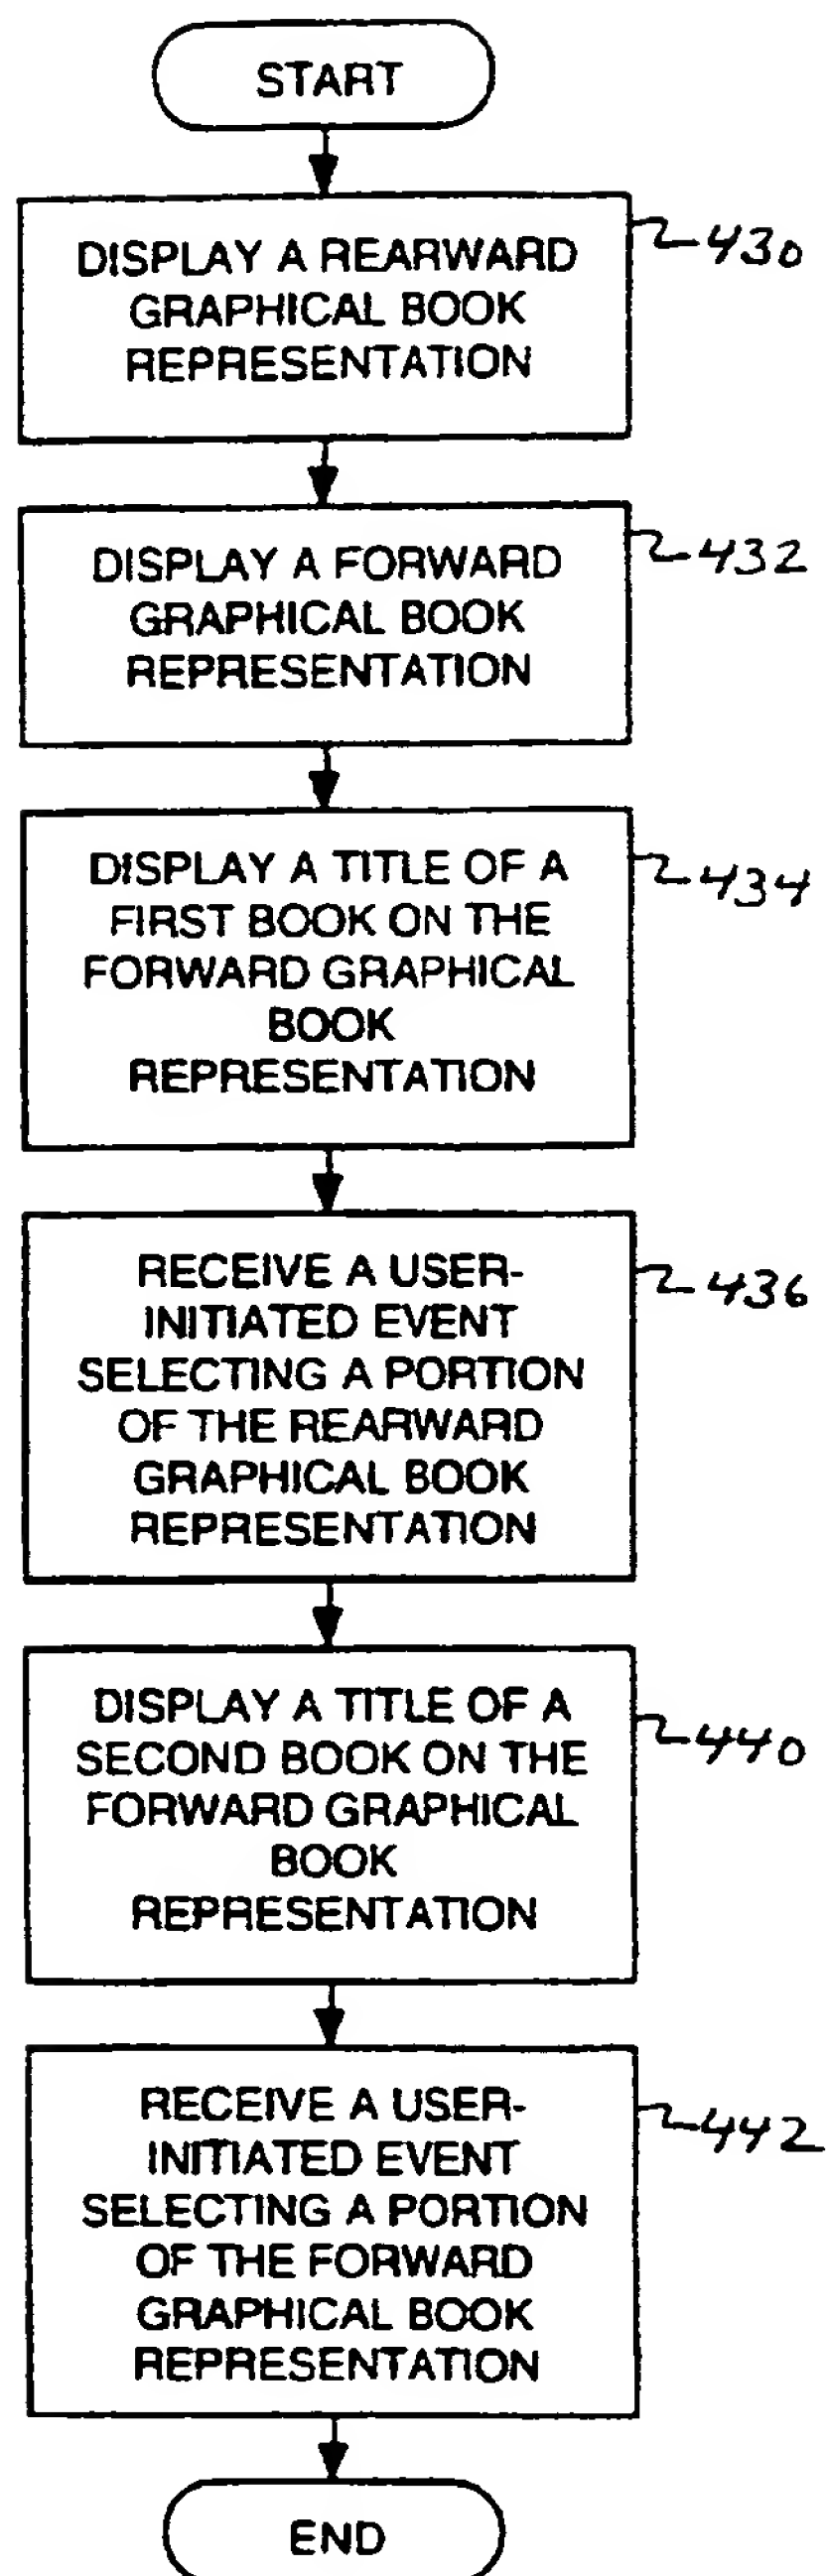 START
DISPLAY A REARWARD
GRAPHICAL BOOK
REPRESENTATION
430
DISPLAY A FORWARD
GRAPHICAL BOOK
REPRESENTATION
432
DISPLAY A TITLE OF A
FIRST BOOK ON THE
FORWARD GRAPHICAL
BOOK
REPRESENTATION
434
RECEIVE A USER-
INITIATED EVENT
SELECTING A PORTION
OF THE REARWARD
GRAPHICAL BOOK
REPRESENTATION
436
DISPLAY A TITLE OF A
SECOND BOOK ON THE
FORWARD GRAPHICAL
BOOK
REPRESENTATION
440
RECEIVE A USER-
INITIATED EVENT
SELECTING A PORTION
OF THE FORWARD
GRAPHICAL BOOK
REPRESENTATION
442
END